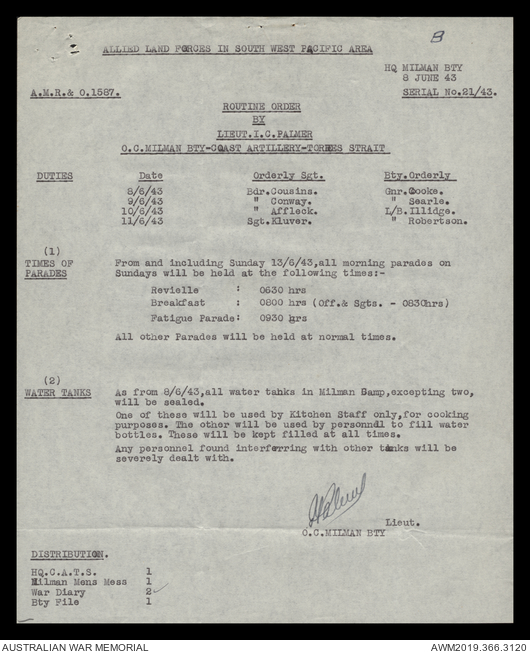 ALLIED LAND FORCES IN SOUTH WEST PACIFIC AREA
HQ MILMAN BTY
8 JUNE 43
A.M.R.& O.1587.
SERIAL No.21/43.
ROUTINE ORDER
BY
LIEUT.I.C.PALMER
O.C.MILMAN BTY-COAST ARTILLERY-TORRES STRAIT
DUTIES Date Orderly Sgt. Bty.Orderly
8/6/43 Bdr.Cousins. Gnr.Cooke.
9/6/43 " Conway. " Searle.
10/6/43 " Affleck. L/B.Illidge.
11/6/43 Sgt.Kluver. " Robertson.
(1)
TIMES OF PARADES
From and including Sunday 13/6/43,all morning parades on
Sundays will be held at the following times:-
Revielle : 0630 hrs
Breakfast : 0800 hrs (Off.& Sgts. - 0830hrs)
Fatigue Parade: 0930 hrs
All other Parades will be held at normal times.
(2)
WATER TANKS
As from 8/6/43,all water tanks in Milman Camp,excepting two,
will be sealed.
One of these will be used by Kitchen Staff only,for cooking
purposes. The other will be used by personnel to fill water
bottles. These will be kept filled at all times.
Any personnel found interferring with other tanks will be
severely dealt with.
Lieut.
O.C.MILMAN BTY
DISTRIBUTION.
HQ.C.A.T.S. 1
Milman Mens Mess 1
War Diary 2
Bty File 1
AUSTRALIAN WAR MEMORIAL
AWM2019.366.3120